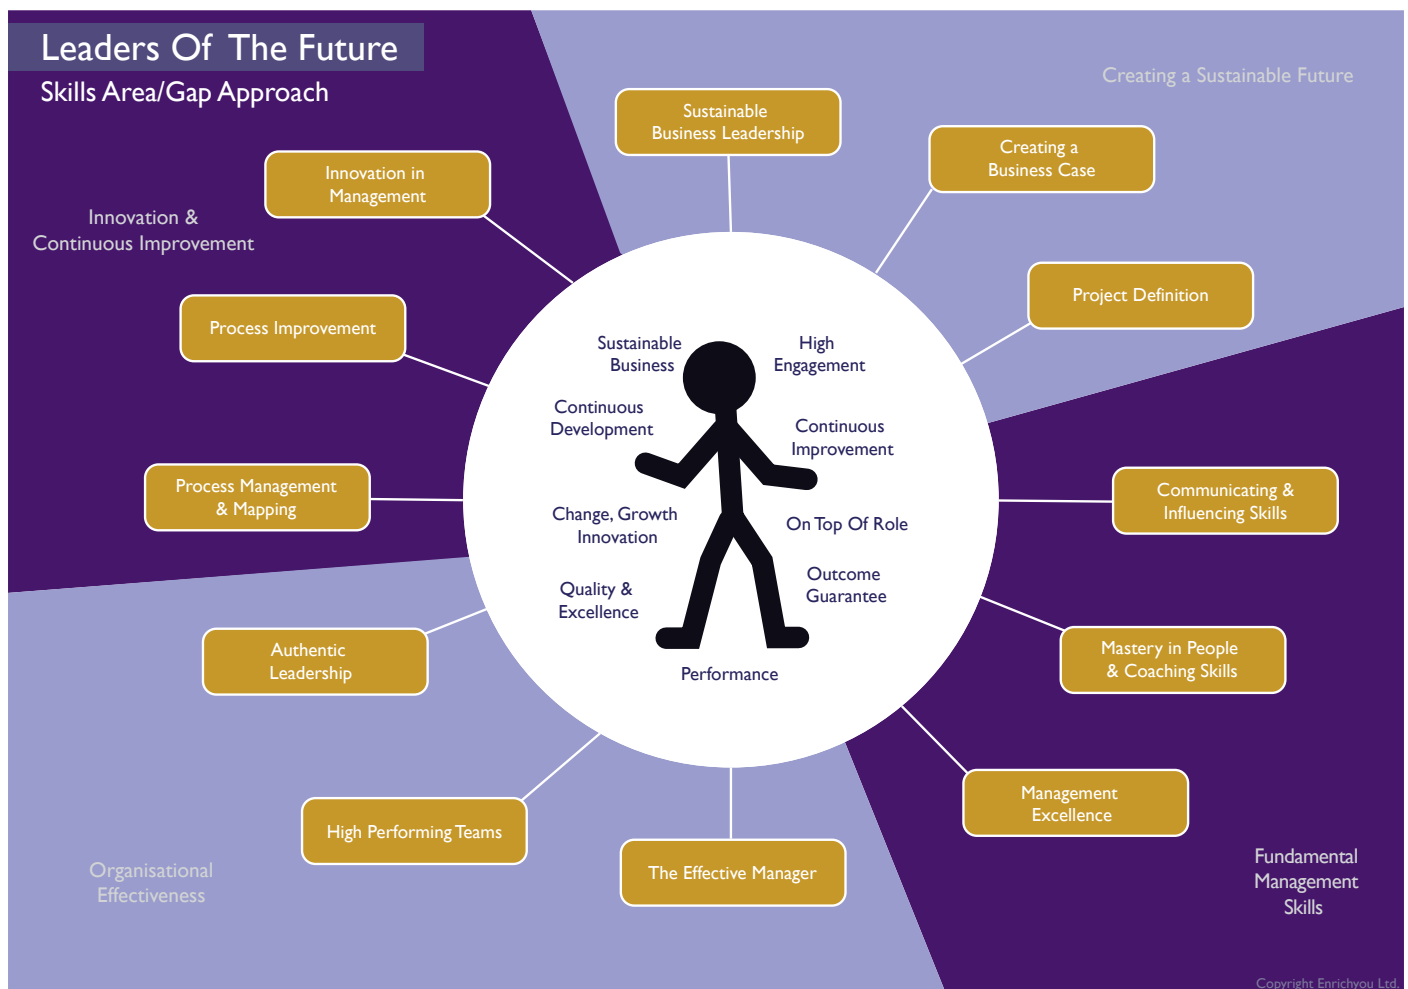 Leaders Of The Future
Skills Area/Gap Approach
Creating a Sustainable Future
Sustainable
Business Leadership
Creating a
Business Case
Project Definition
Innovation in
Management
Innovation &
Continuous Improvement
Process Improvement
Process Management
& Mapping
Sustainable
Business
High
Engagement
Continuous
Development
Continuous
Improvement
Change, Growth
Innovation
On Top Of Role
Quality &
Excellence
Outcome
Guarantee
Performance
Communicating &
Influencing Skills
Mastery in People
& Coaching Skills
Management
Excellence
Fundamental
Management
Skills
Authentic
Leadership
High Performing Teams
The Effective Manager
Organisational
Effectiveness
Copyright Enrichyou Ltd.